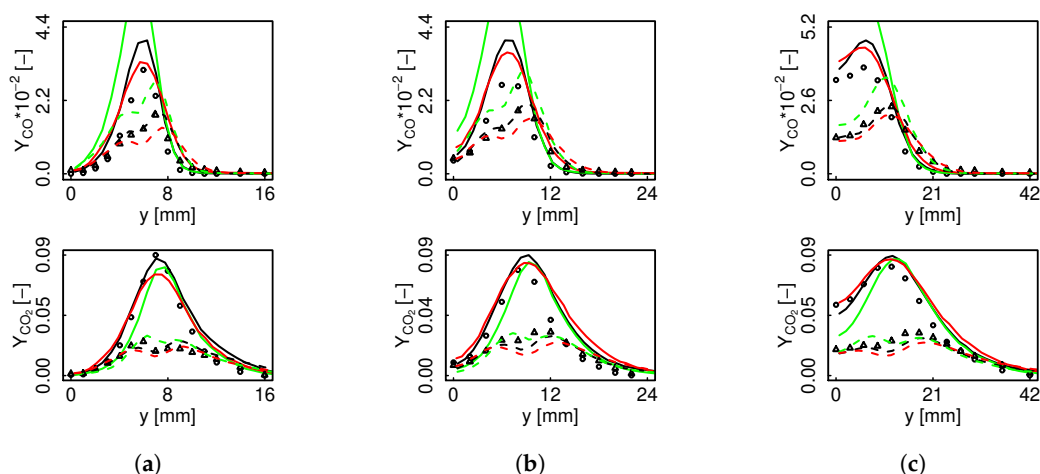 4.4
2.2
0.0
Y_CO*10^-2 [-]
0 8 16
y [mm]
4.4
2.2
0.0
Y_CO*10^-2 [-]
0 12 24
y [mm]
5.2
2.6
0.0
Y_CO*10^-2 [-]
0 21 42
y [mm]
0.09
0.05
0.00
Y_CO₂ [-]
0 8 16
y [mm]
0.09
0.04
0.00
Y_CO₂ [-]
0 12 24
y [mm]
0.09
0.05
0.00
Y_CO₂ [-]
0 21 42
y [mm]
(a) (b) (c)